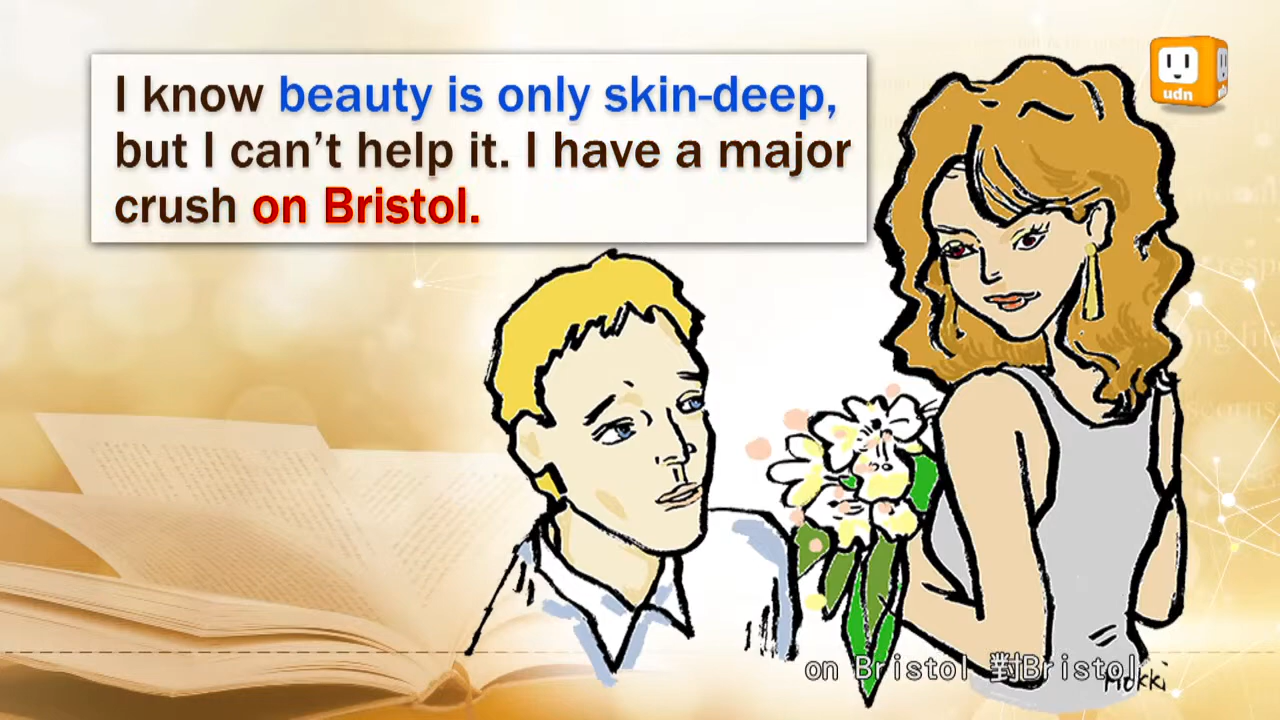 udn
I know beauty is only skin-deep,
but I can’t help it. I have a major
crush on Bristol.
on Bristol 對Bristol
Mokki